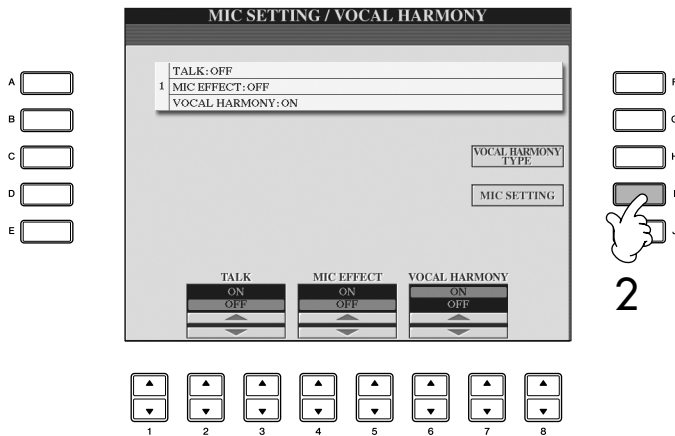 MIC SETTING / VOCAL HARMONY
TALK:OFF
1 MIC EFFECT:OFF
VOCAL HARMONY:ON
A
B
C
D
E
F
G
H
I
VOCAL HARMONY
TYPE
MIC SETTING
2
TALK MIC EFFECT VOCAL HARMONY
ON ON ON
OFF OFF OFF
1 2 3 4 5 6 7 8